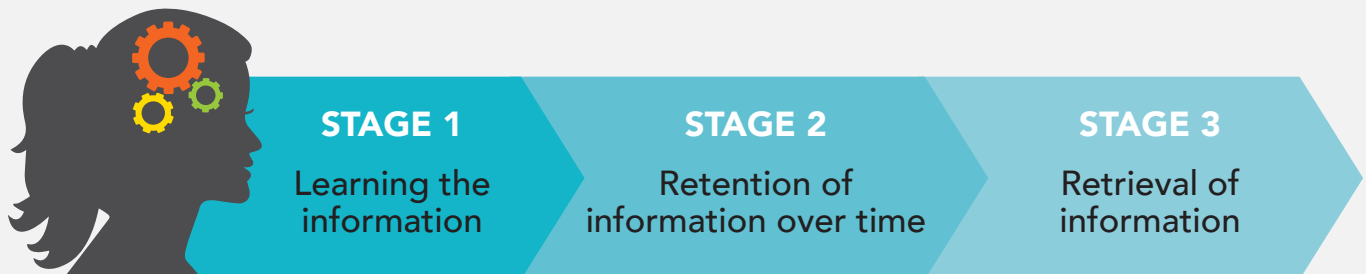 STAGE 1
Learning the
information
STAGE 2
Retention of
information over time
STAGE 3
Retrieval of
information